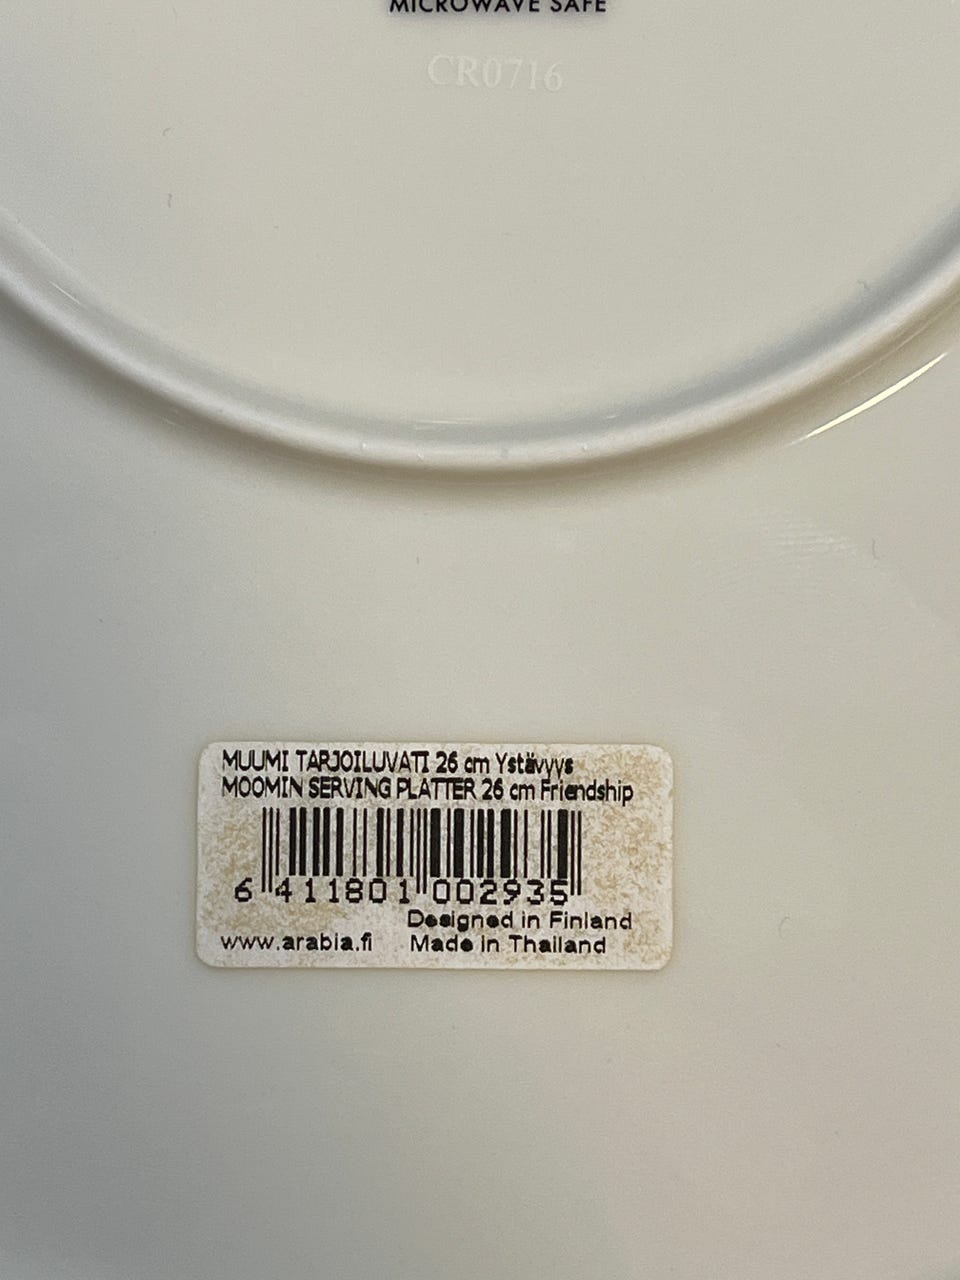 MICROWAVE SAFE
CR0716
MUUMI TARJOILUVATI 26 cm Ystävyys
MOOMIN SERVING PLATTER 26 cm Friendship
6 411801 002935
Designed in Finland
www.arabia.fi Made in Thailand